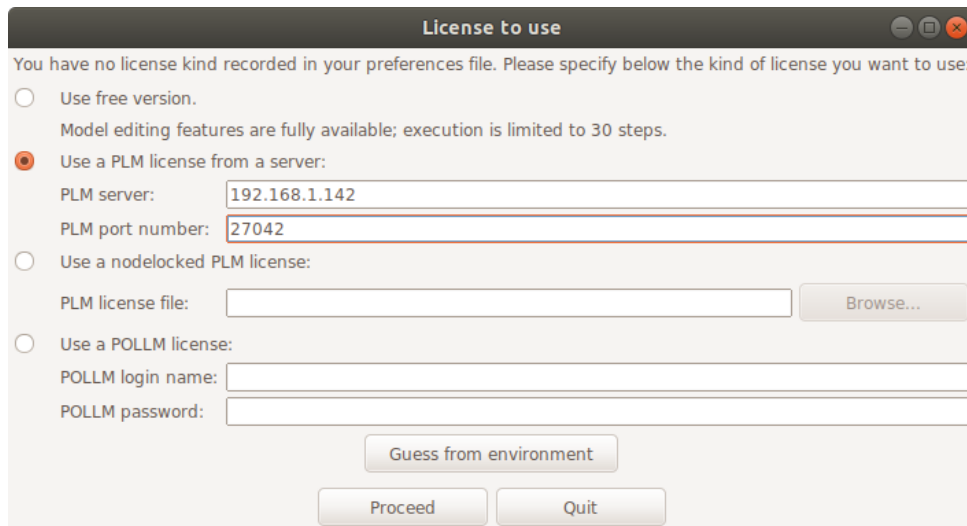 License to use
You have no license kind recorded in your preferences file. Please specify below the kind of license you want to use:
Use free version.
Model editing features are fully available; execution is limited to 30 steps.
Use a PLM license from a server:
PLM server: 192.168.1.142
PLM port number: 27042
Use a nodelocked PLM license:
PLM license file: Browse...
Use a POLLM license:
POLLM login name:
POLLM password:
Guess from environment
Proceed Quit